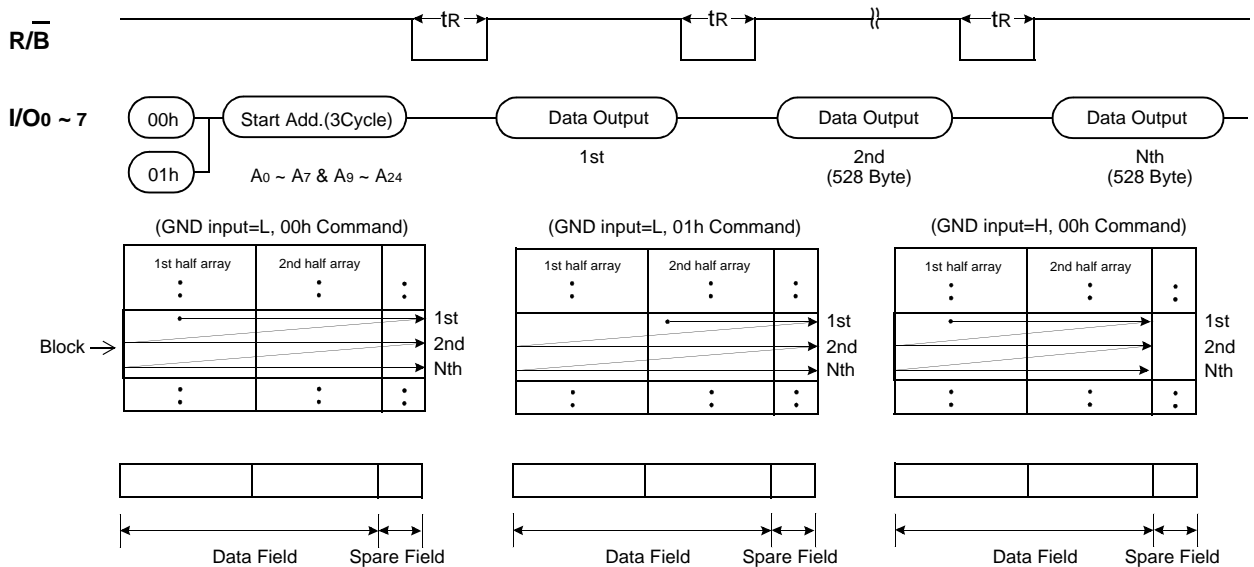 tR tR tR
R/B
I/O0 ~ 7 00h Start Add.(3Cycle) Data Output Data Output Data Output
01h A0 ~ A7 & A9 ~ A24 1st 2nd Nth
(528 Byte) (528 Byte)
(GND input=L, 00h Command) (GND input=L, 01h Command) (GND input=H, 00h Command)
1st half array 2nd half array 1st half array 2nd half array 1st half array 2nd half array
1st 1st 1st
Block 2nd 2nd 2nd
Nth Nth Nth
Data Field Spare Field Data Field Spare Field Data Field Spare Field